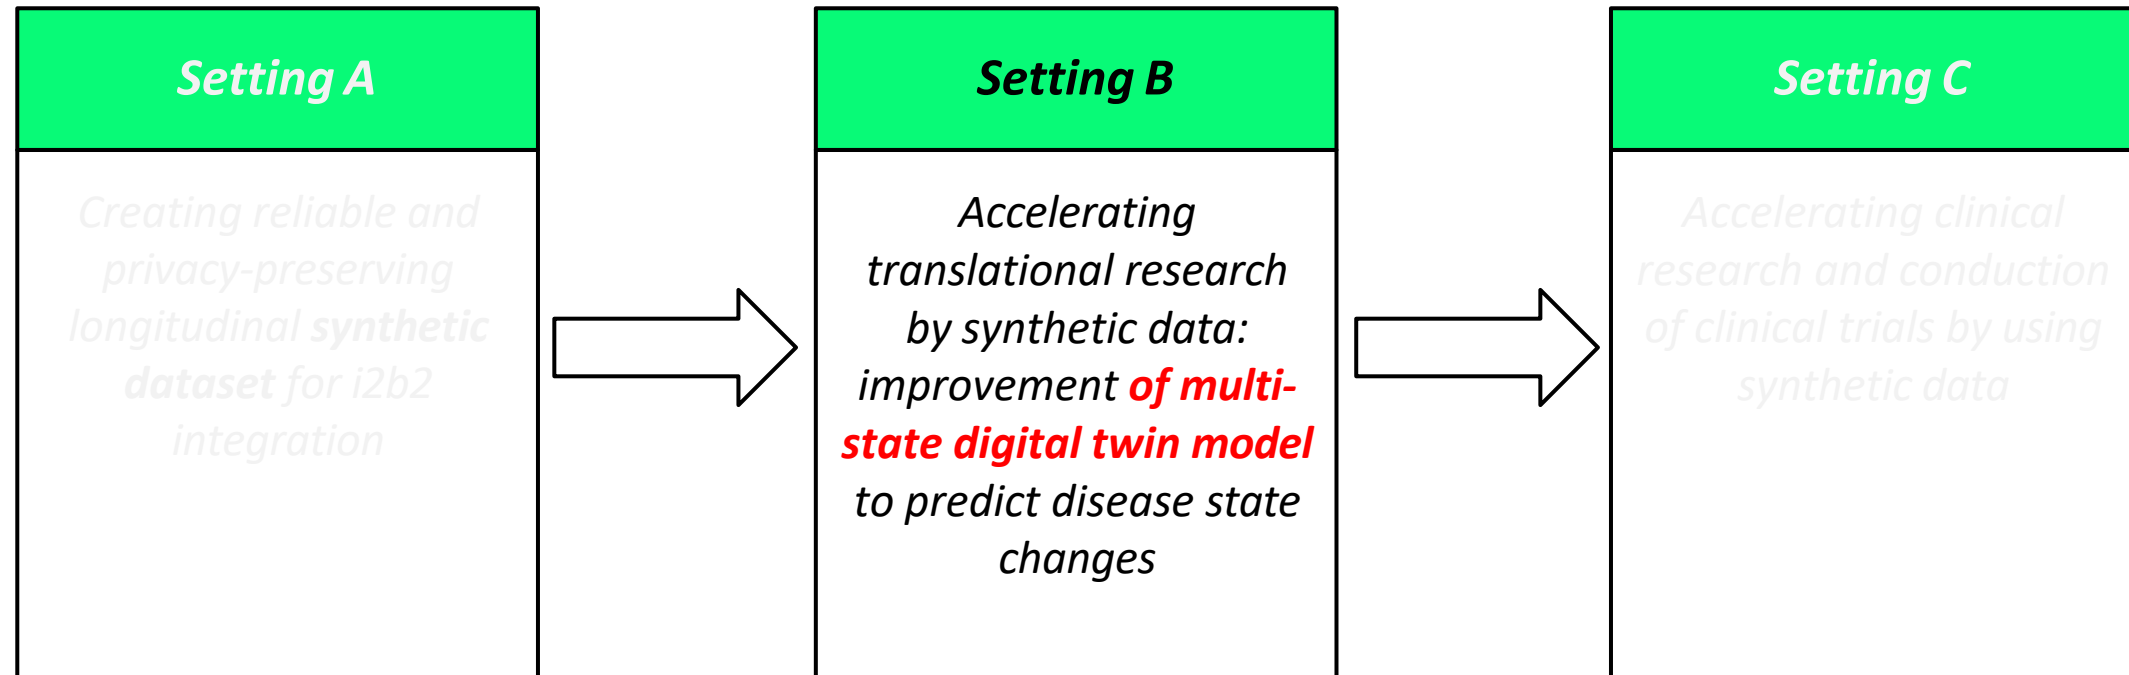 Setting A
Creating reliable and
privacy-preserving
longitudinal synthetic
dataset for i2b2
integration
Setting B
Accelerating
translational research
by synthetic data:
improvement of multi-
state digital twin model
to predict disease state
changes
Setting C
Accelerating clinical
research and conduction
of clinical trials by using
synthetic data